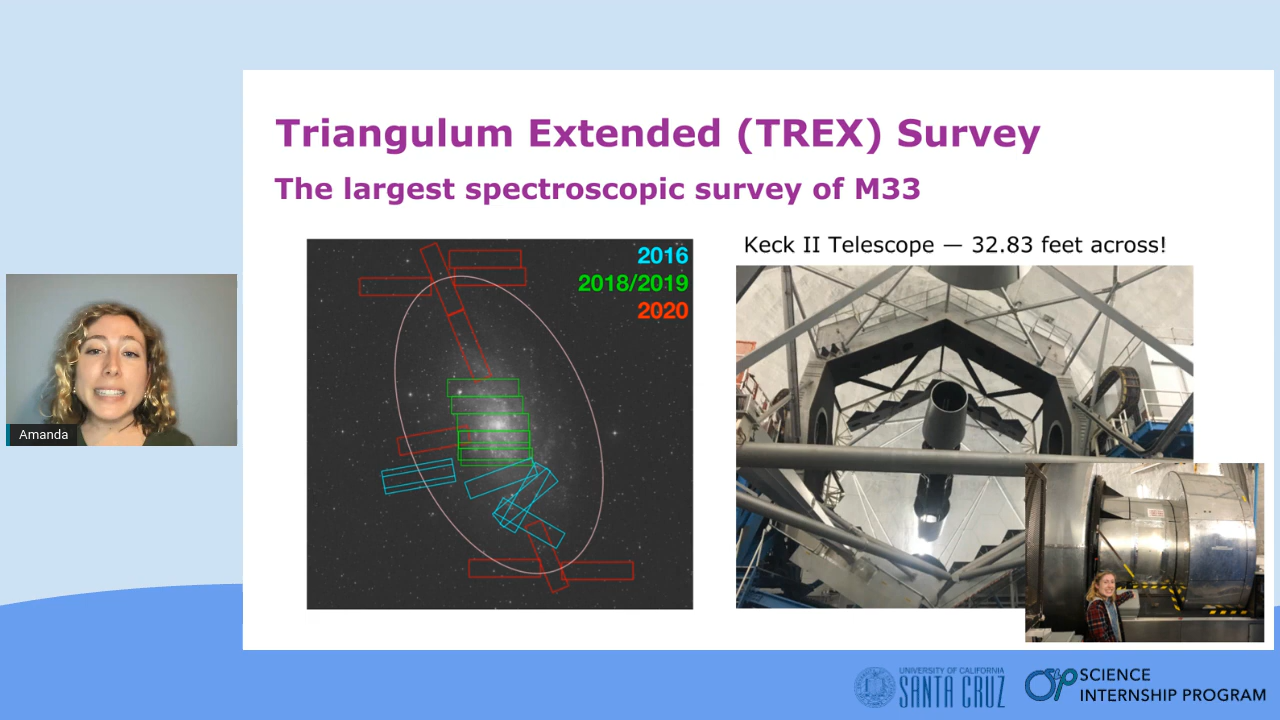 Triangulum Extended (TREX) Survey
The largest spectroscopic survey of M33
2016
2018/2019
2020
Keck II Telescope — 32.83 feet across!
Amanda
UNIVERSITY OF CALIFORNIA
SANTA CRUZ
SIP SCIENCE
INTERNSHIP PROGRAM